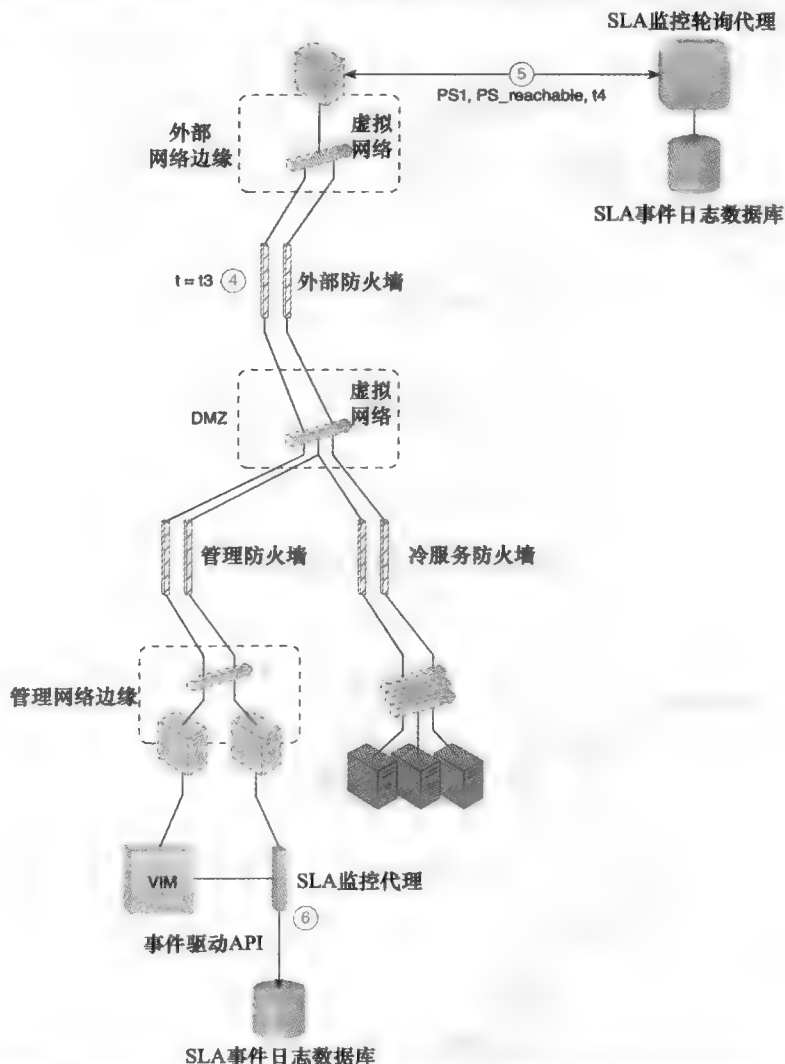 SLA监控轮询代理
⑤
PS1, PS_reachable, t4
外部
网络边缘
虚拟
网络
SLA事件日志数据库
t = t3 ④
外部防火墙
DMZ
虚拟
网络
管理防火墙
冷服务防火墙
管理网络边缘
VIM
SLA监控代理
⑥
事件驱动API
SLA事件日志数据库